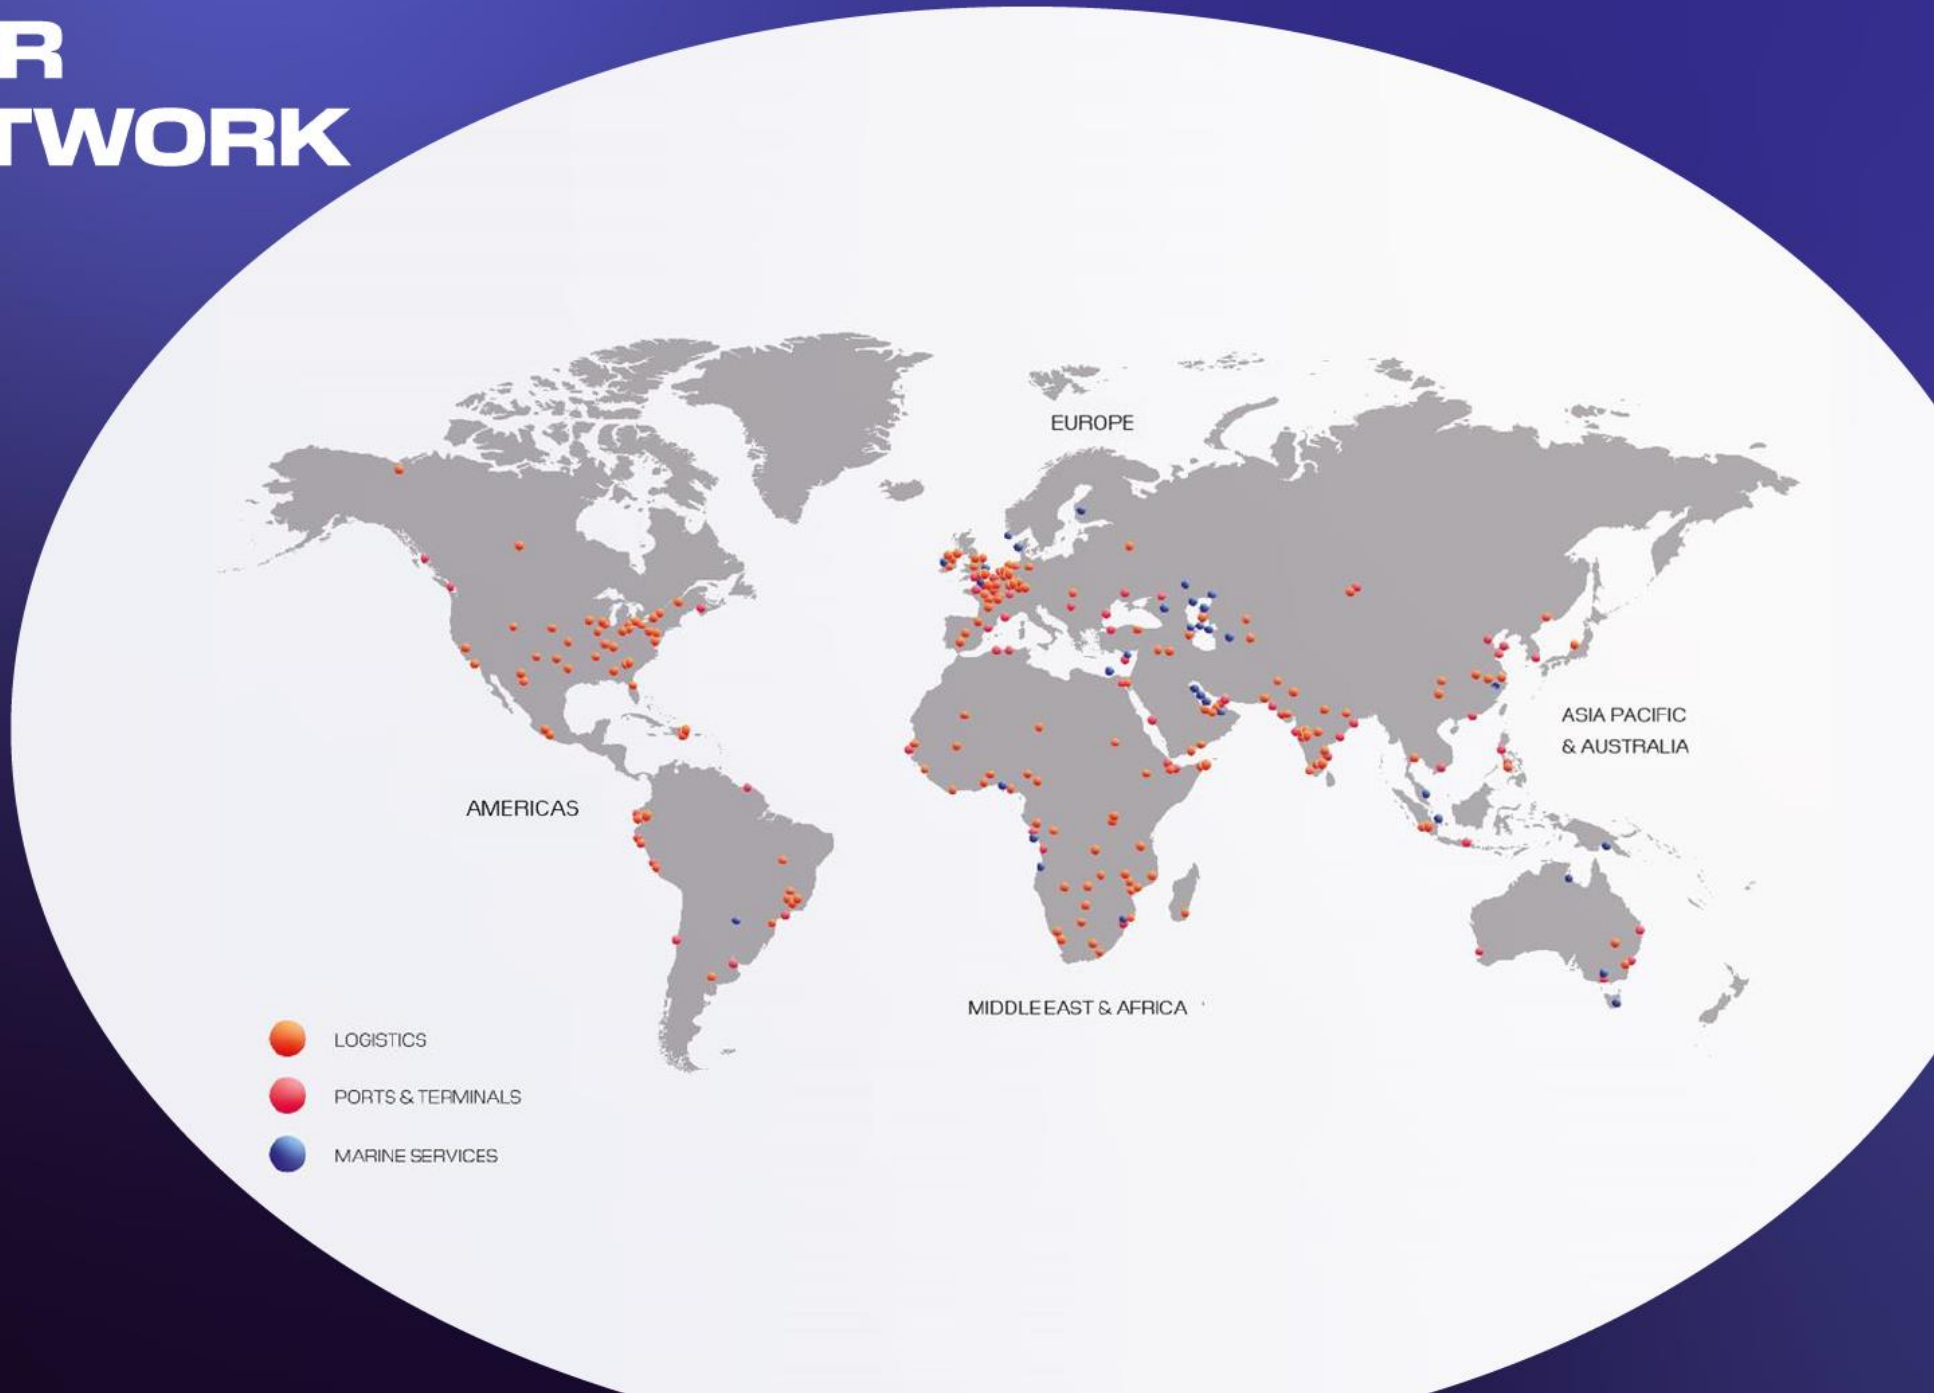 R
TWORK
EUROPE
ASIA PACIFIC
& AUSTRALIA
AMERICAS
MIDDLE EAST & AFRICA
LOGISTICS
PORTS & TERMINALS
MARINE SERVICES